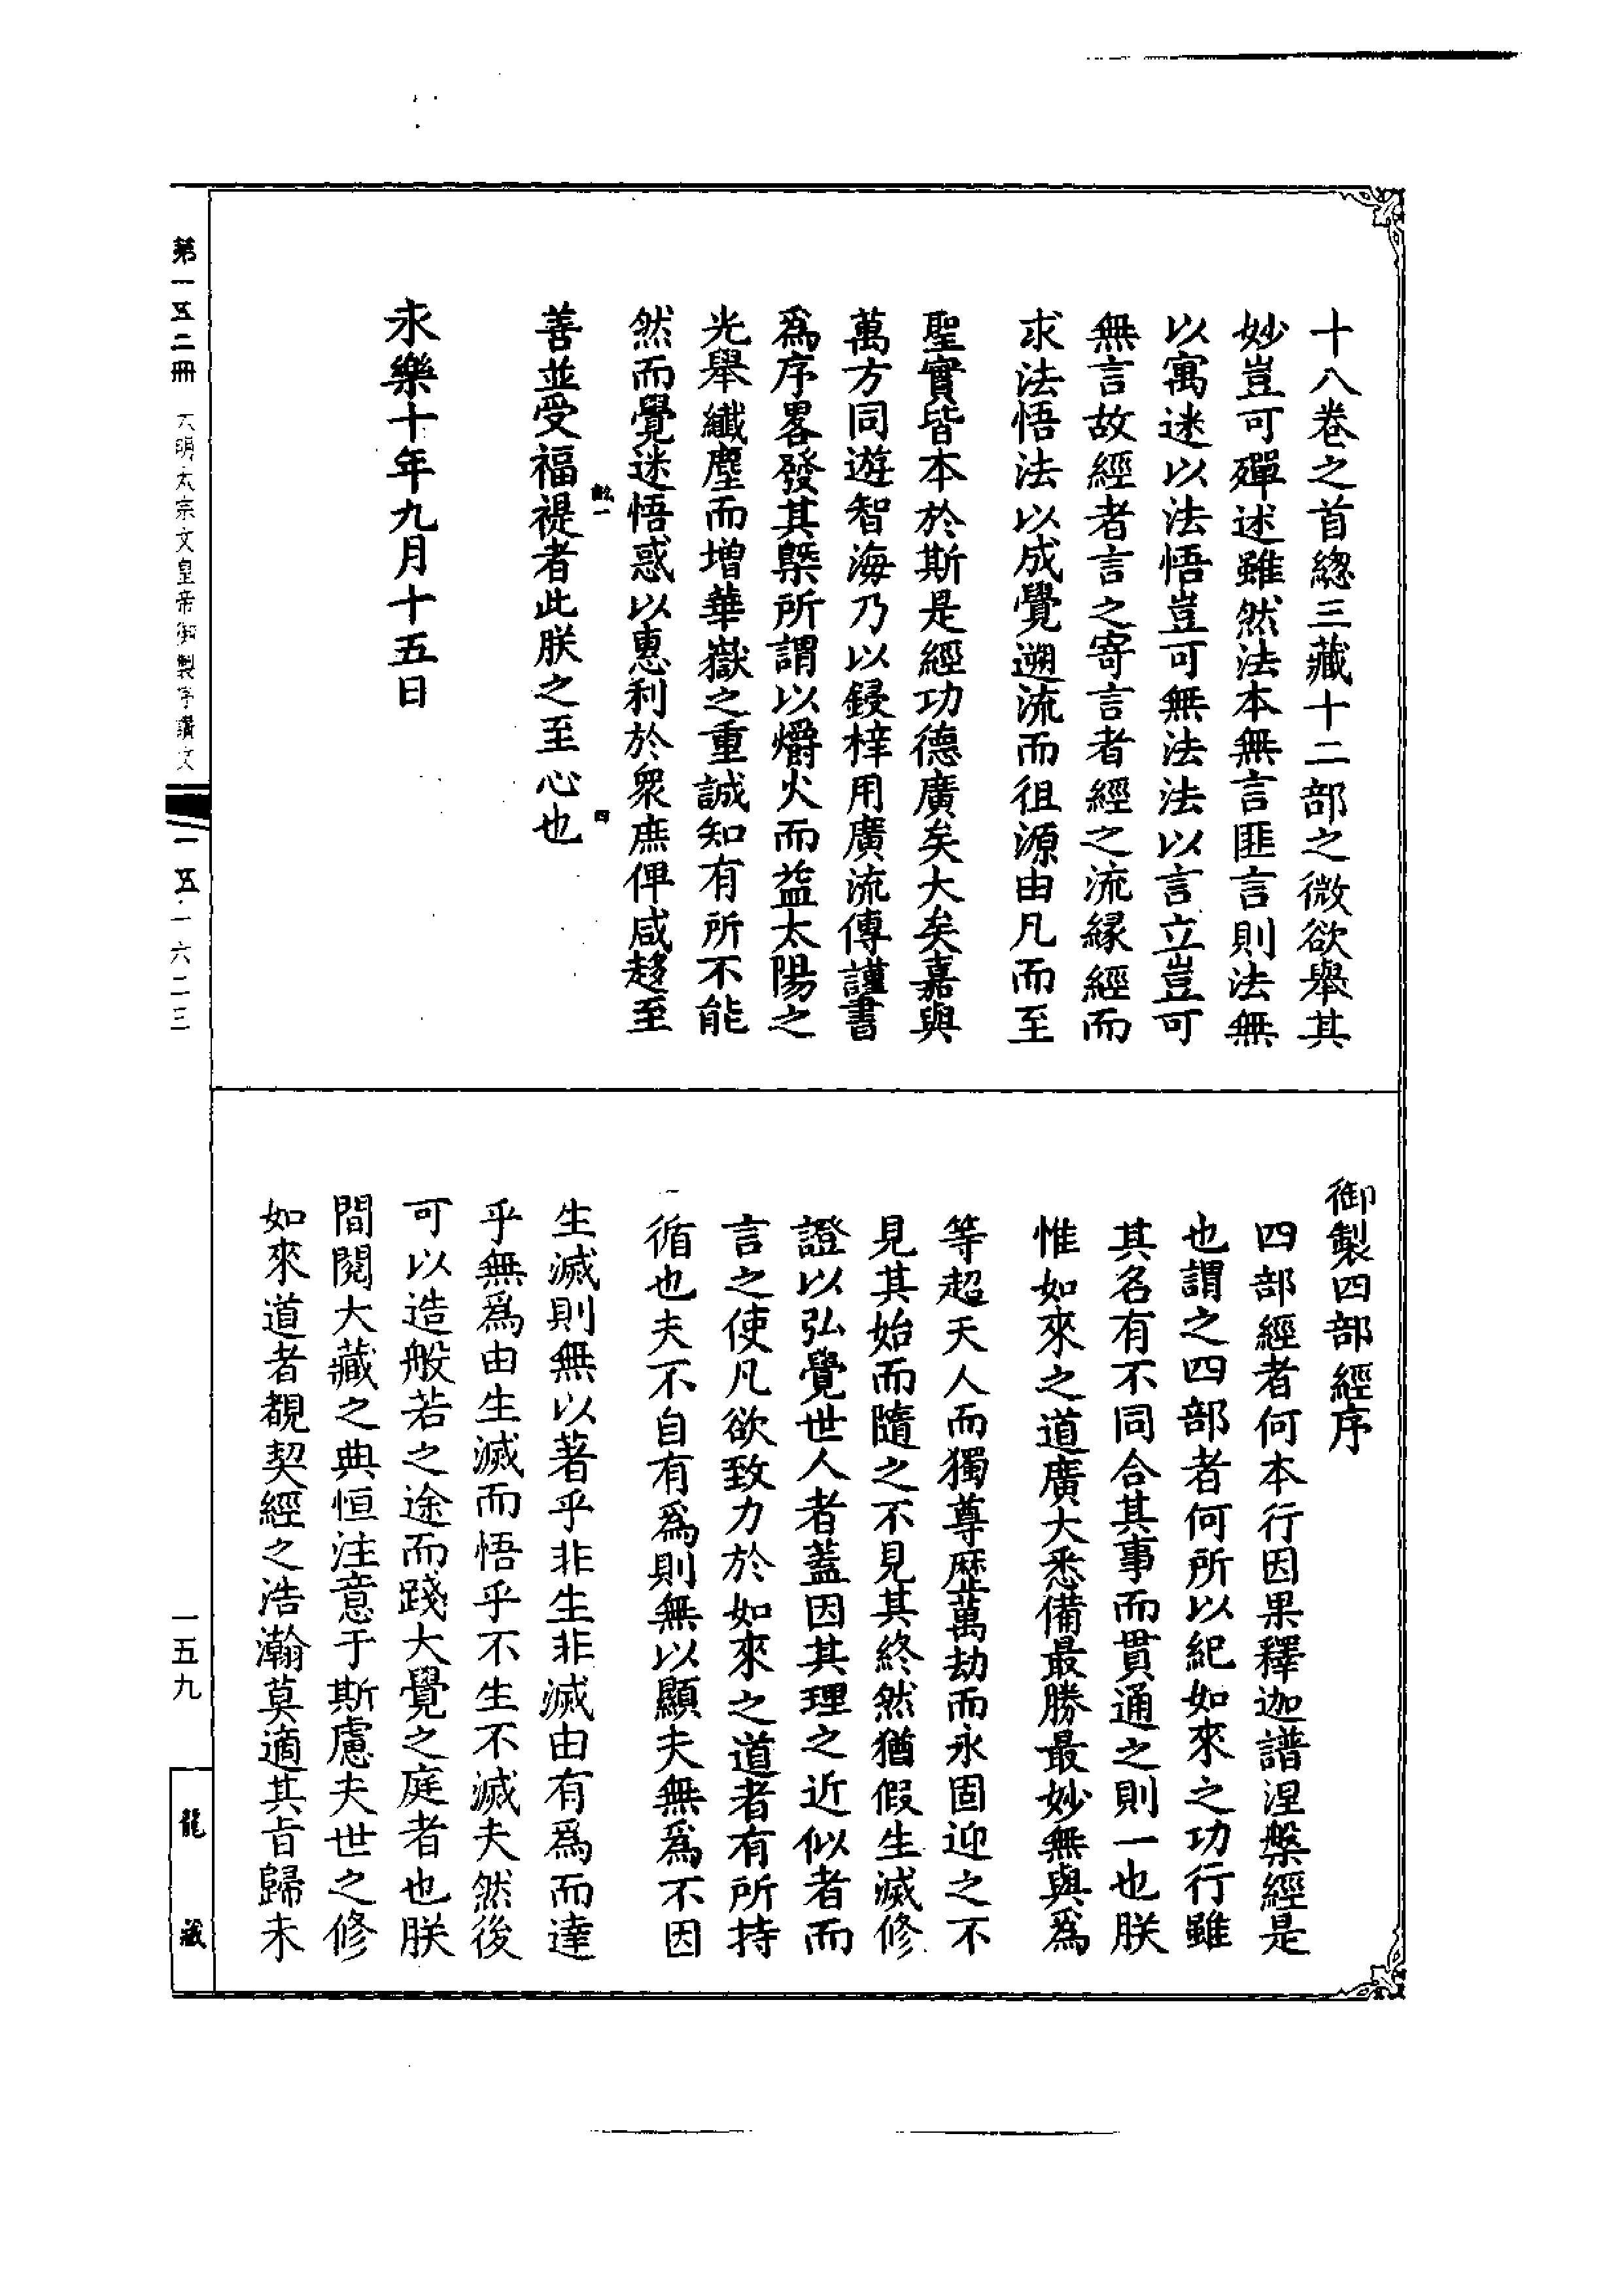 十八卷之首緫三藏十二部之微欲舉其
妙豈可殫述雖然法本無言匪言則法無
以寓迷以法悟豈可無法法以言立豈可
無言故經者言之寄言者經之流縁經而
求法悟法以成覺遡流而徂源由凡而至
聖實皆本於斯是經功德廣矣大矣嘉與
萬方同遊智海乃以鋟梓用廣流傳謹書
爲序畧發其槩所謂以爝火而益太陽之
光舉纖塵而增華嶽之重誠知有所不能
然而覺迷悟惑以惠利於衆庶俾咸趍至
善並受福禔者此朕之至心也
四
永樂十年九月十五日
御製四部經序
四部經者何本行因果釋迦譜涅槃經是
也謂之四部者何所以紀如來之功行雖
其名有不同合其事而貫通之則一也朕
惟如來之道廣大悉備最勝最妙無與爲
等超天人而獨尊歷萬劫而永固迎之不
見其始而隨之不見其終然猶假生滅修
證以弘覺世人者蓋因其理之近似者而
言之使凡欲致力於如來之道者有所持
循也夫不自有爲則無以顯夫無爲不因
生滅則無以著乎非生非滅由有爲而達
乎無爲由生滅而悟乎不生不滅夫然後
可以造般若之途而踐大覺之庭者也朕
間閱大藏之典恒注意于斯慮夫世之修
如來道者覩契經之浩瀚莫適其㫖歸未
第一五二冊 大明太宗文皇帝御製序讚文
一五一六二三
一五九
龍藏